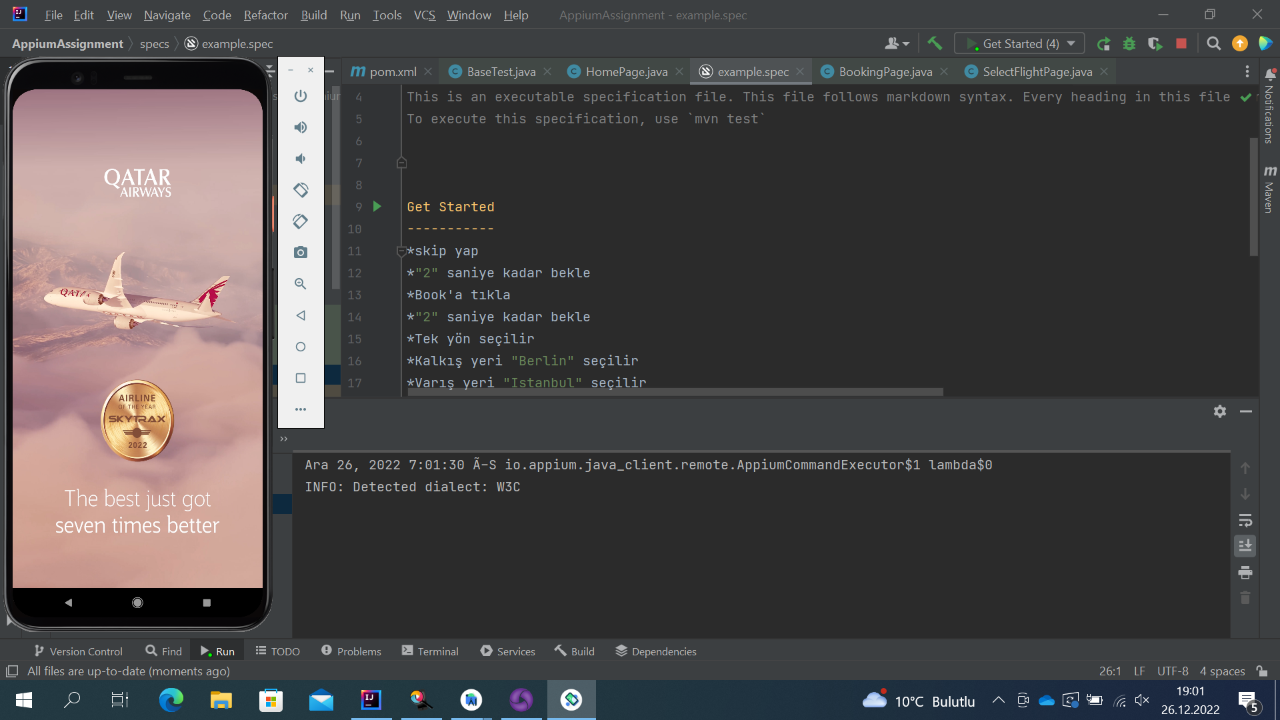 File Edit View Navigate Code Refactor Build Run Tools VCS Window Help AppiumAssignment - example.spec
AppiumAssignment specs example.spec Get Started (4)
pom.xml BaseTest.java HomePage.java example.spec BookingPage.java SelectFlightPage.java
4 This is an executable specification file. This file follows markdown syntax. Every heading in this file
5 To execute this specification, use `mvn test`
6
7
8
9 Get Started
10 -----------
11 *skip yap
12 *"2" saniye kadar bekle
13 *Book'a tıkla
14 *"2" saniye kadar bekle
15 *Tek yön seçilir
16 *Kalkış yeri "Berlin" seçilir
17 *Varış yeri "Istanbul" seçilir
Notifications
Maven
QATAR
AIRWAYS
QATAR
AIRLINE
OF THE YEAR
SKYTRAX
2022
The best just got
seven times better
Ara 26, 2022 7:01:30 Ã-S io.appium.java_client.remote.AppiumCommandExecutor$1 lambda$0
INFO: Detected dialect: W3C
Version Control Find Run TODO Problems Terminal Services Build Dependencies
All files are up-to-date (moments ago) 26:1 LF UTF-8 4 spaces
10°C Bulutlu 19:01
26.12.2022 5